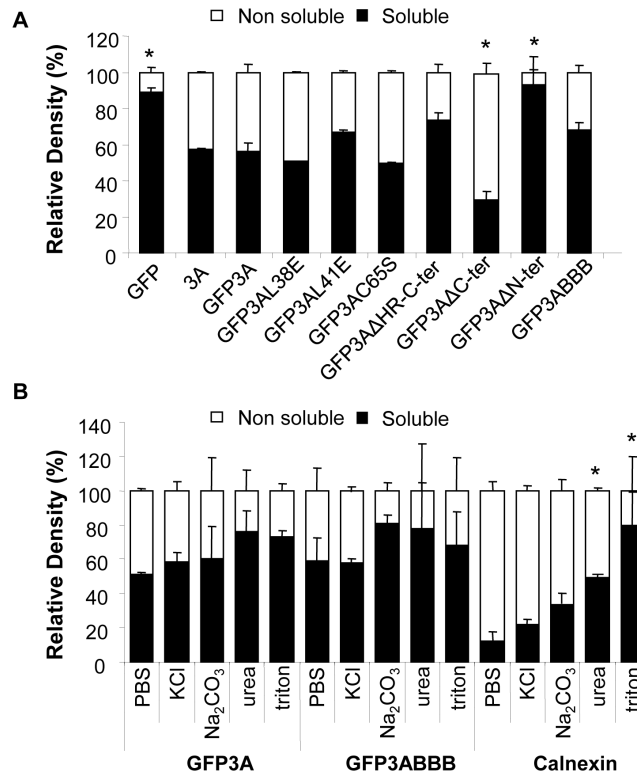 A
Non soluble Soluble
Relative Density (%)
120
100
80
60
40
20
0
* * *
GFP
3A
GFP3A
GFP3AL38E
GFP3AL41E
GFP3AC65S
GFP3AΔHR-C-ter
GFP3AΔC-ter
GFP3AΔN-ter
GFP3ABBB
B
Non soluble Soluble
Relative Density (%)
140
120
100
80
60
40
20
0
* *
PBS KCl Na₂CO₃ urea triton PBS KCl Na₂CO₃ urea triton PBS KCl Na₂CO₃ urea triton
GFP3A GFP3ABBB Calnexin